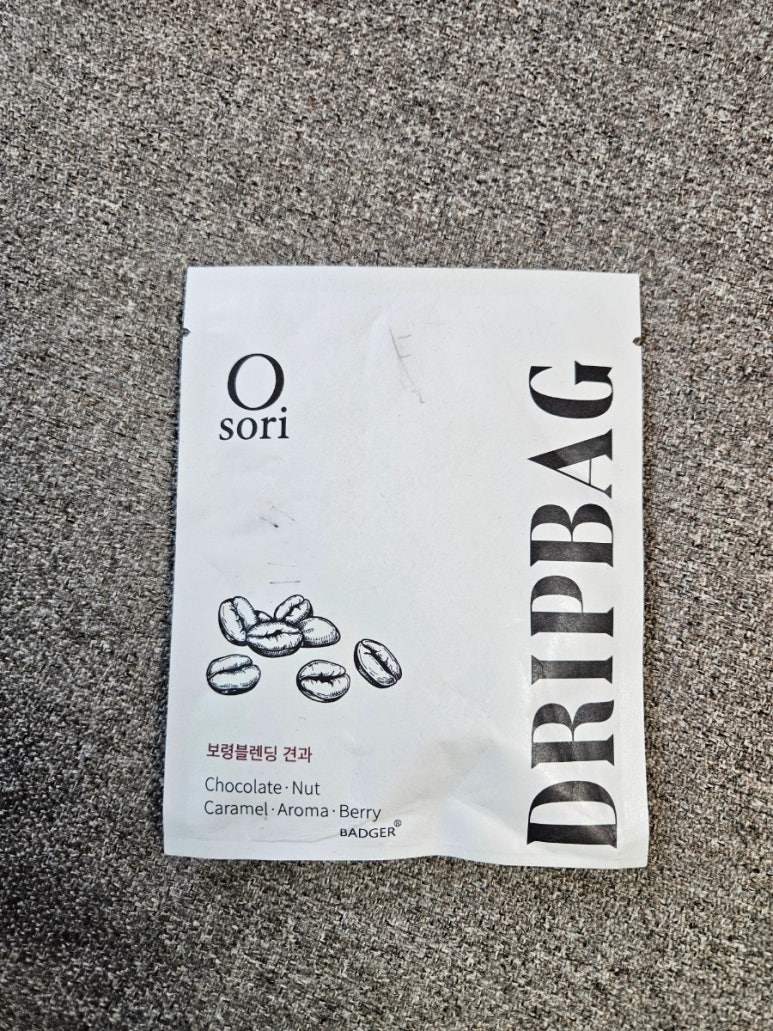 O
sori
DRIPBAG
보령블렌딩 견과
Chocolate·Nut
Caramel·Aroma·Berry
BADGER®